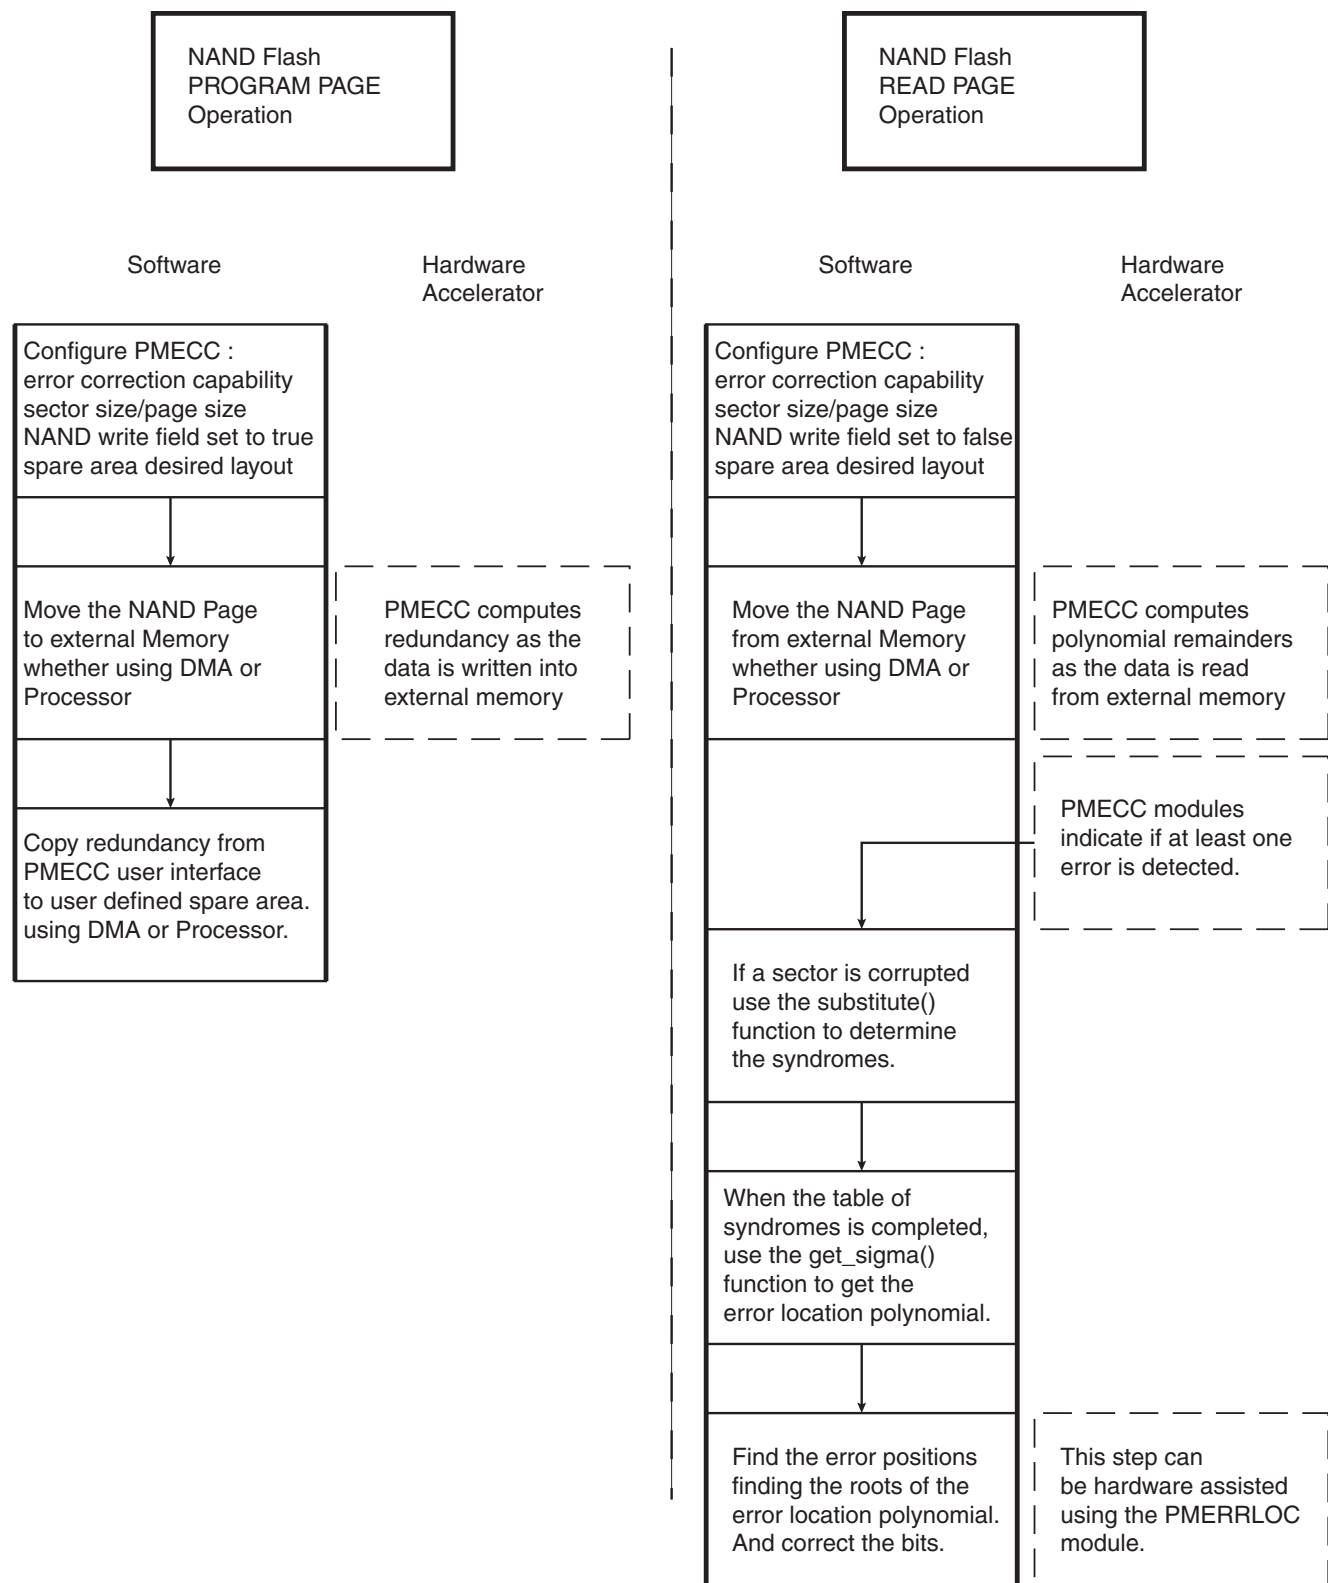 NAND Flash
PROGRAM PAGE
Operation
NAND Flash
READ PAGE
Operation
Software
Hardware
Accelerator
Software
Hardware
Accelerator
Configure PMECC :
error correction capability
sector size/page size
NAND write field set to true
spare area desired layout
Move the NAND Page
to external Memory
whether using DMA or
Processor
PMECC computes
redundancy as the
data is written into
external memory
Copy redundancy from
PMECC user interface
to user defined spare area.
using DMA or Processor.
Configure PMECC :
error correction capability
sector size/page size
NAND write field set to false
spare area desired layout
Move the NAND Page
from external Memory
whether using DMA or
Processor
PMECC computes
polynomial remainders
as the data is read
from external memory
PMECC modules
indicate if at least one
error is detected.
If a sector is corrupted
use the substitute()
function to determine
the syndromes.
When the table of
syndromes is completed,
use the get_sigma()
function to get the
error location polynomial.
Find the error positions
finding the roots of the
error location polynomial.
And correct the bits.
This step can
be hardware assisted
using the PMERRLOC
module.